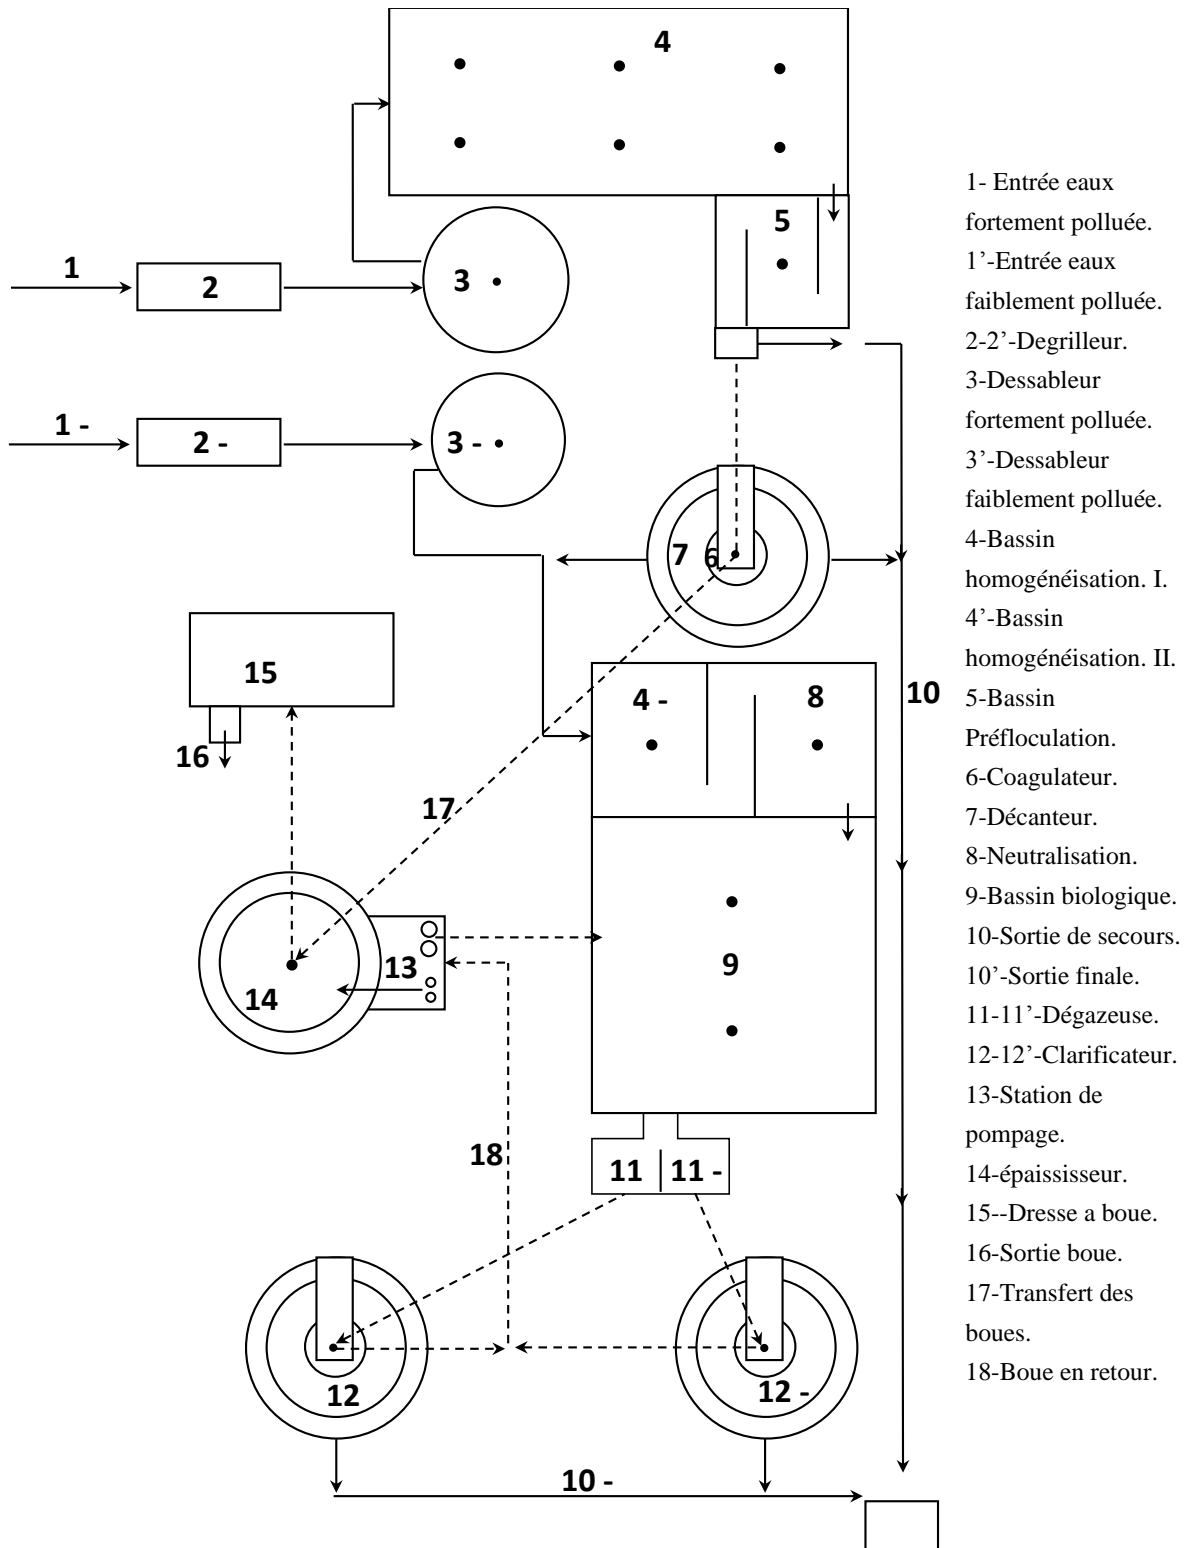 4
5
1
2
3
1 -
2 -
3 -
7
6
15
4 -
8
10
16
17
13
9
14
18
11
11 -
12
12 -
10 -
1- Entrée eaux
fortement polluée.
1’-Entrée eaux
faiblement polluée.
2-2’-Degrilleur.
3-Dessableur
fortement polluée.
3’-Dessableur
faiblement polluée.
4-Bassin
homogénéisation. I.
4’-Bassin
homogénéisation. II.
5-Bassin
Préfloculation.
6-Coagulateur.
7-Décanteur.
8-Neutralisation.
9-Bassin biologique.
10-Sortie de secours.
10’-Sortie finale.
11-11’-Dégazeuse.
12-12’-Clarificateur.
13-Station de
pompage.
14-épaississeur.
15--Dresse a boue.
16-Sortie boue.
17-Transfert des
boues.
18-Boue en retour.